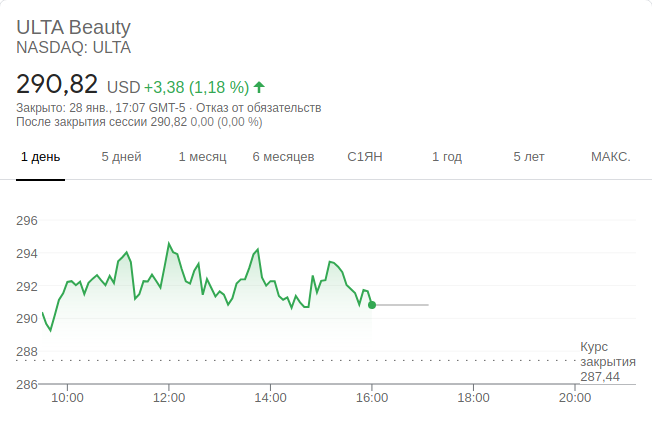 ULTA Beauty
NASDAQ: ULTA
290,82 USD +3,38 (1,18 %)
Закрыто: 28 янв., 17:07 GMT-5 · Отказ от обязательств
После закрытия сессии 290,82 0,00 (0,00 %)
1 день 5 дней 1 месяц 6 месяцев С1ЯН 1 год 5 лет МАКС.
296
294
292
290
288
286
Курс
закрытия
287,44
10:00 12:00 14:00 16:00 18:00 20:00